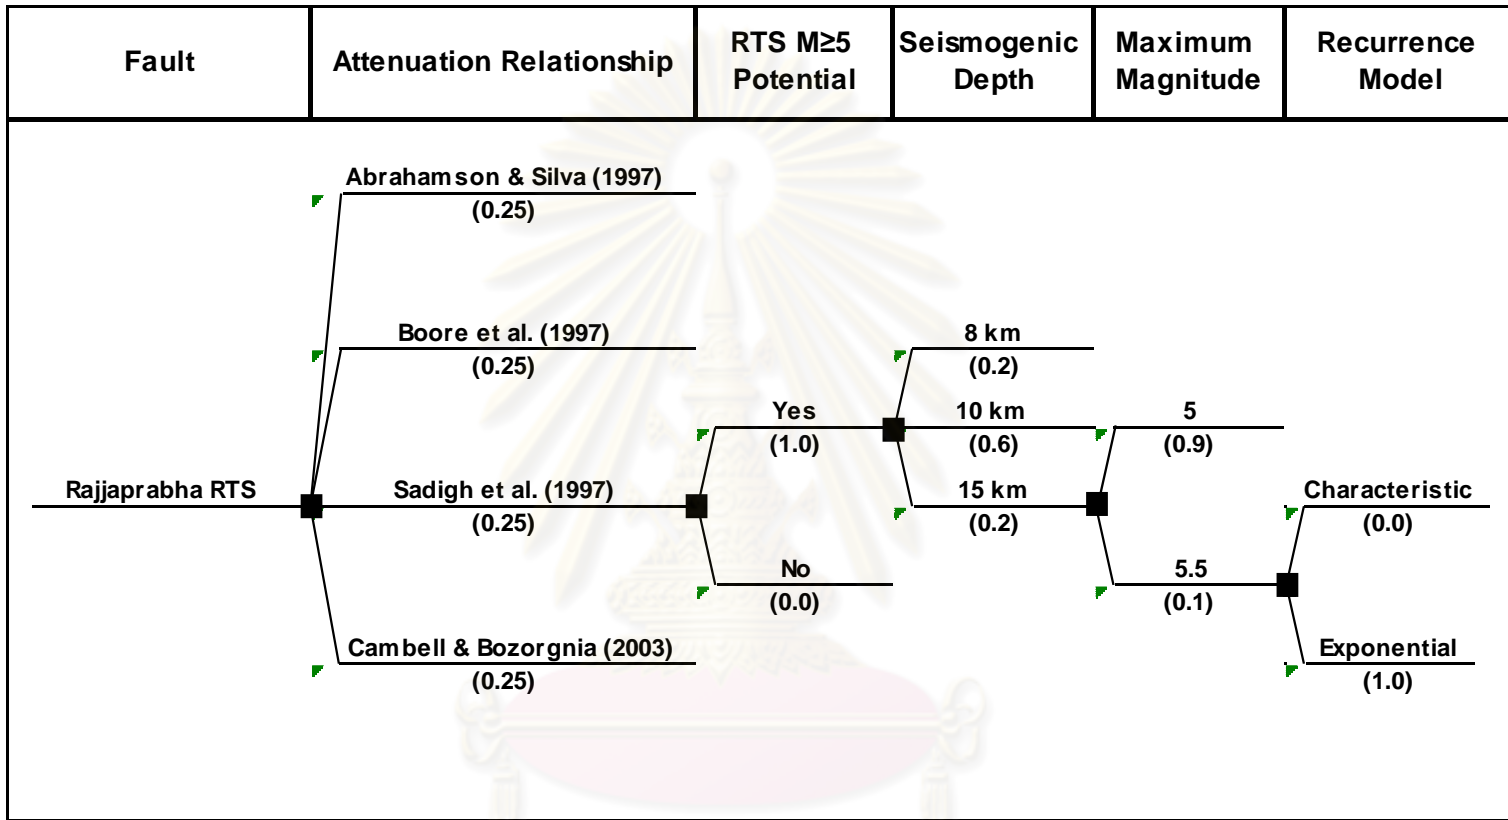 Fault
Attenuation Relationship
RTS M≥5
Potential
Seismogenic
Depth
Maximum
Magnitude
Recurrence
Model
Rajjaprabha RTS
Abrahamson & Silva (1997)
(0.25)
Boore et al. (1997)
(0.25)
Sadigh et al. (1997)
(0.25)
Cambell & Bozorgnia (2003)
(0.25)
Yes
(1.0)
No
(0.0)
8 km
(0.2)
10 km
(0.6)
15 km
(0.2)
5
(0.9)
5.5
(0.1)
Characteristic
(0.0)
Exponential
(1.0)